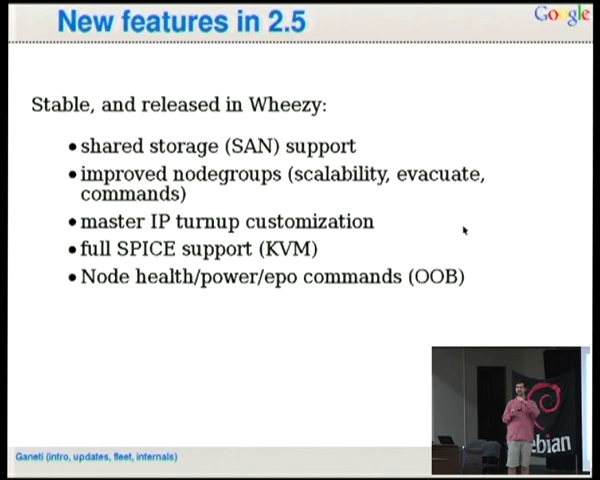 New features in 2.5
Google
Stable, and released in Wheezy:
• shared storage (SAN) support
• improved nodegroups (scalability, evacuate,
commands)
• master IP turnup customization
• full SPICE support (KVM)
• Node health/power/epo commands (OOB)
ebian
Ganeti (intro, updates, fleet, internals)